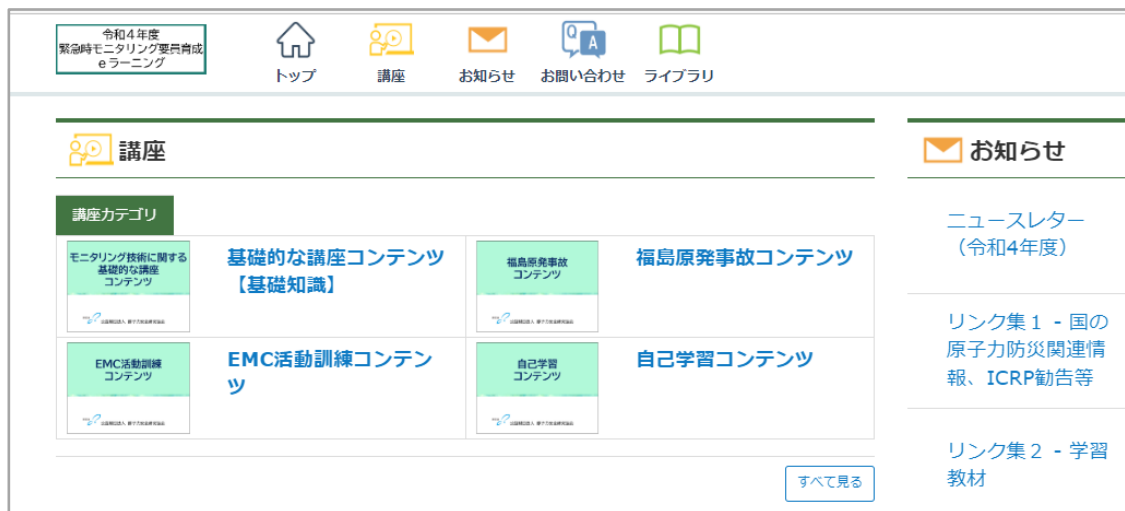 令和4年度
緊急時モニタリング要員育成
eラーニング
トップ
講座
お知らせ
Q
A
お問い合わせ
ライブラリ
講座
講座カテゴリ
モニタリング技術に関する
基礎的な講座
コンテンツ
基礎的な講座コンテンツ
【基礎知識】
福島原発事故
コンテンツ
福島原発事故コンテンツ
EMC活動訓練
コンテンツ
EMC活動訓練コンテン
ツ
自己学習
コンテンツ
自己学習コンテンツ
すべて見る
お知らせ
ニュースレター
（令和4年度）
リンク集１ - 国の
原子力防災関連情
報、ICRP勧告等
リンク集２ - 学習
教材